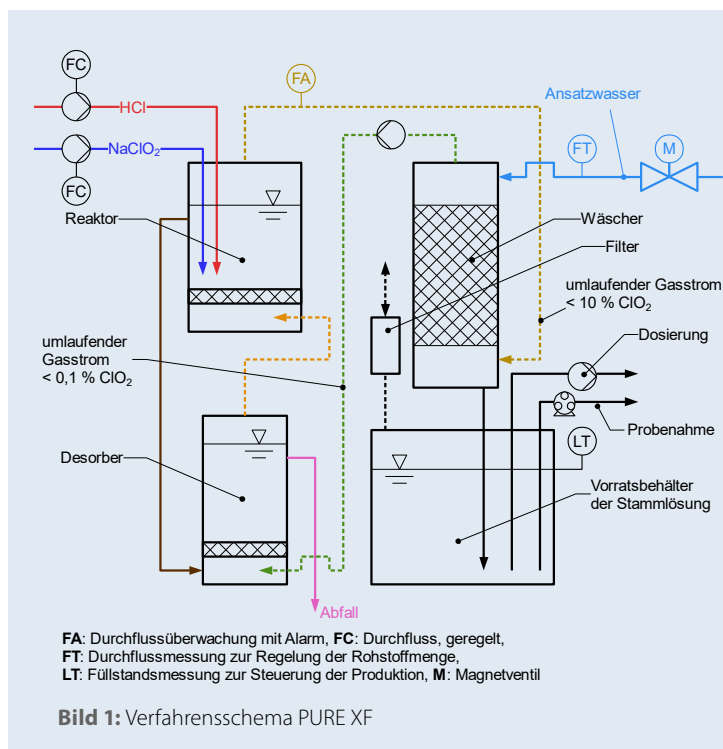 FC
HCl
NaClO₂
FC
FA
Ansatzwasser
FT
M
Reaktor
Wäscher
Filter
umlaufender Gasstrom
< 10 % ClO₂
umlaufender
Gasstrom
< 0,1 % ClO₂
Dosierung
Probenahme
LT
Desorber
Vorratsbehälter
der Stammlösung
Abfall
FA: Durchflussüberwachung mit Alarm, FC: Durchfluss, geregelt,
FT: Durchflussmessung zur Regelung der Rohstoffmenge,
LT: Füllstandsmessung zur Steuerung der Produktion, M: Magnetventil
Bild 1: Verfahrensschema PURE XF